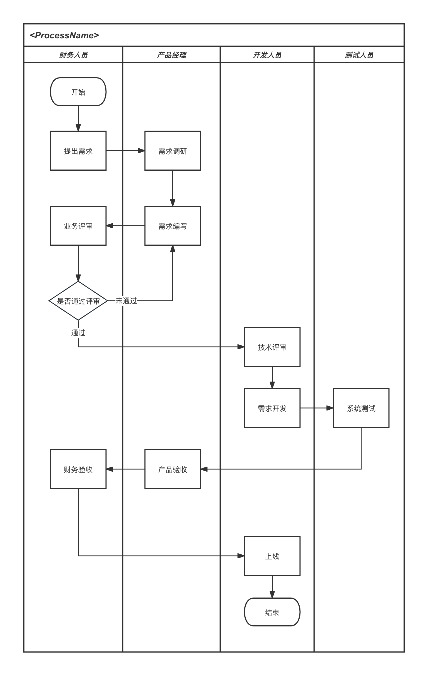 <ProcessName>
财务人员
产品经理
开发人员
测试人员
开始
提出需求
需求调研
业务评审
需求编写
是否通过评审
未通过
通过
技术评审
需求开发
系统测试
财务验收
产品验收
上线
结束